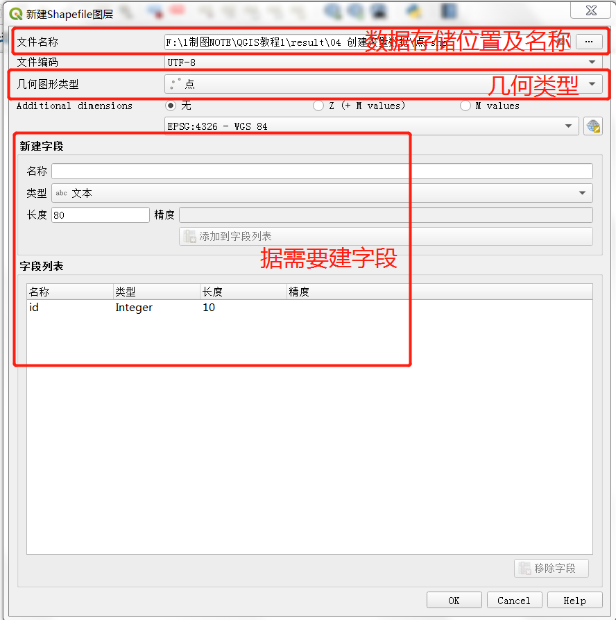 新建Shapefile图层
文件名称 F:\1制图NOTE\QGIS教程1\result\04 创建 ...
数据存储位置及名称
文件编码 UTF-8
几何图形类型 点
几何类型
Additional dimensions 无 Z (+ M values) M values
EPSG:4326 - WGS 84
新建字段
名称
类型 abc 文本
长度 80 精度
添加到字段列表
据需要建字段
字段列表
名称 类型 长度 精度
id Integer 10
移除字段
OK Cancel Help